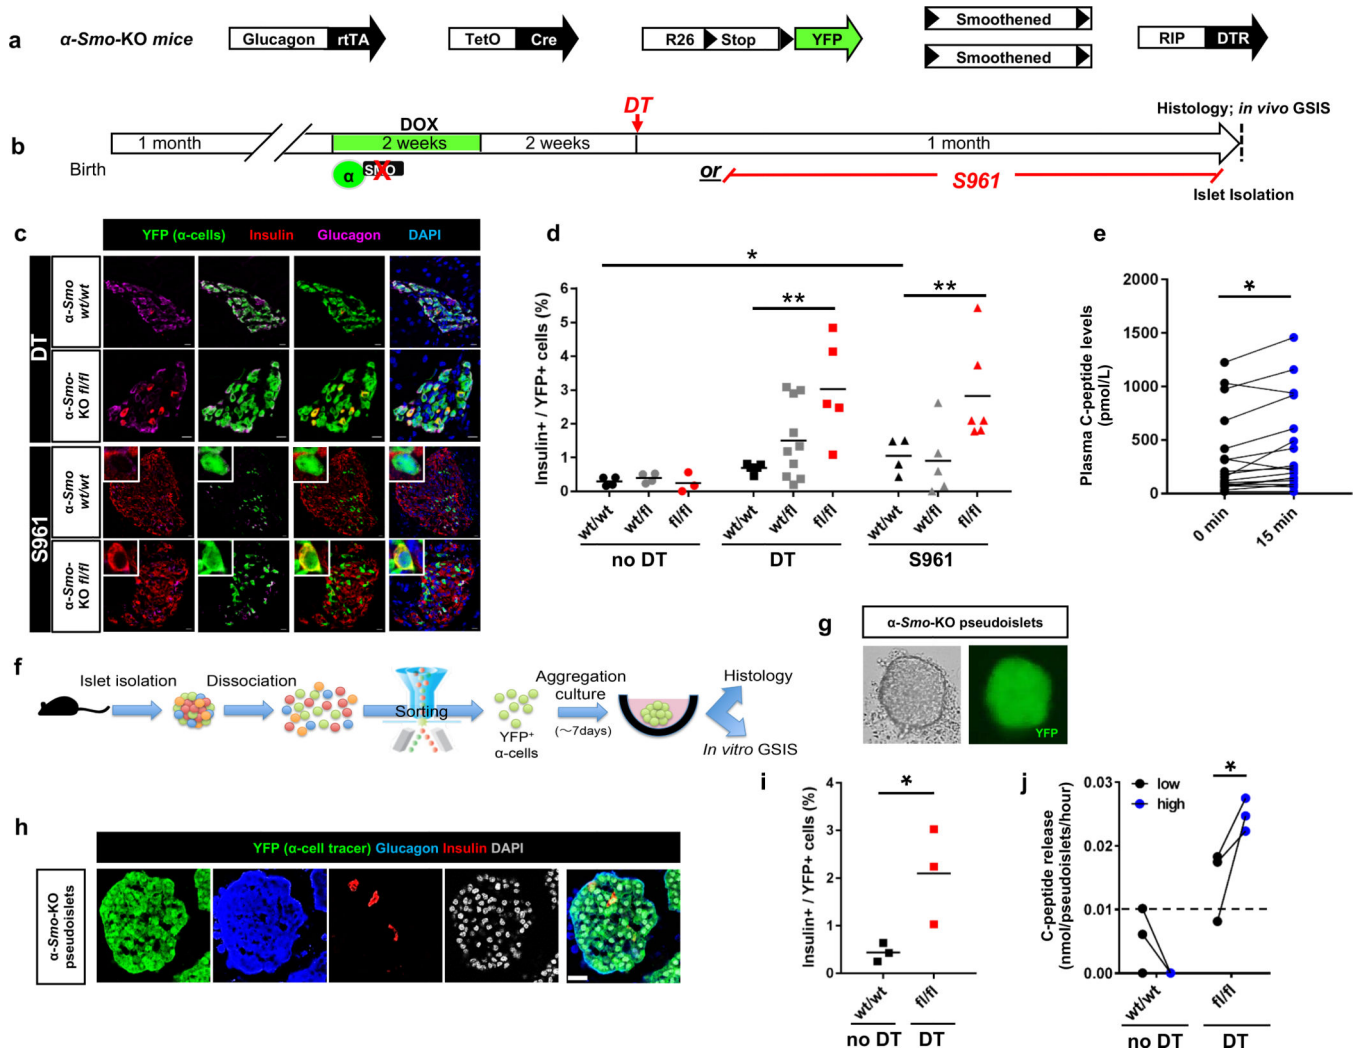 a
α-Smo-KO mice
Glucagon rtTA
TetO Cre
R26 Stop YFP
Smoothened
Smoothened
RIP DTR
b
Birth
1 month
DOX
2 weeks
2 weeks
DT
1 month
Histology; in vivo GSIS
α
SMO
X
or
S961
Islet Isolation
c
YFP (α-cells) Insulin Glucagon DAPI
DT
α-Smo
wt/wt
α-Smo-
KO fl/fl
S961
α-Smo
wt/wt
α-Smo-
KO fl/fl
d
Insulin+ / YFP+ cells (%)
6
5
4
3
2
1
0
*
**
**
wt/wt
wt/fl
fl/fl
wt/wt
wt/fl
fl/fl
wt/wt
wt/fl
fl/fl
no DT
DT
S961
e
Plasma C-peptide levels
(pmol/L)
2000
1500
1000
500
0
*
0 min
15 min
f
Islet isolation
Dissociation
Sorting
YFP+
α-cells
Aggregation
culture
(~7days)
Histology
In vitro GSIS
g
α-Smo-KO pseudoislets
YFP
h
YFP (α-cell tracer) Glucagon Insulin DAPI
α-Smo-KO
pseudoislets
i
Insulin+ / YFP+ cells (%)
4
3
2
1
0
*
wt/wt
fl/fl
no DT
DT
j
C-peptide release
(nmol/pseudoislets/hour)
0.03
0.02
0.01
0.00
low
high
*
wt/wt
fl/fl
no DT
DT